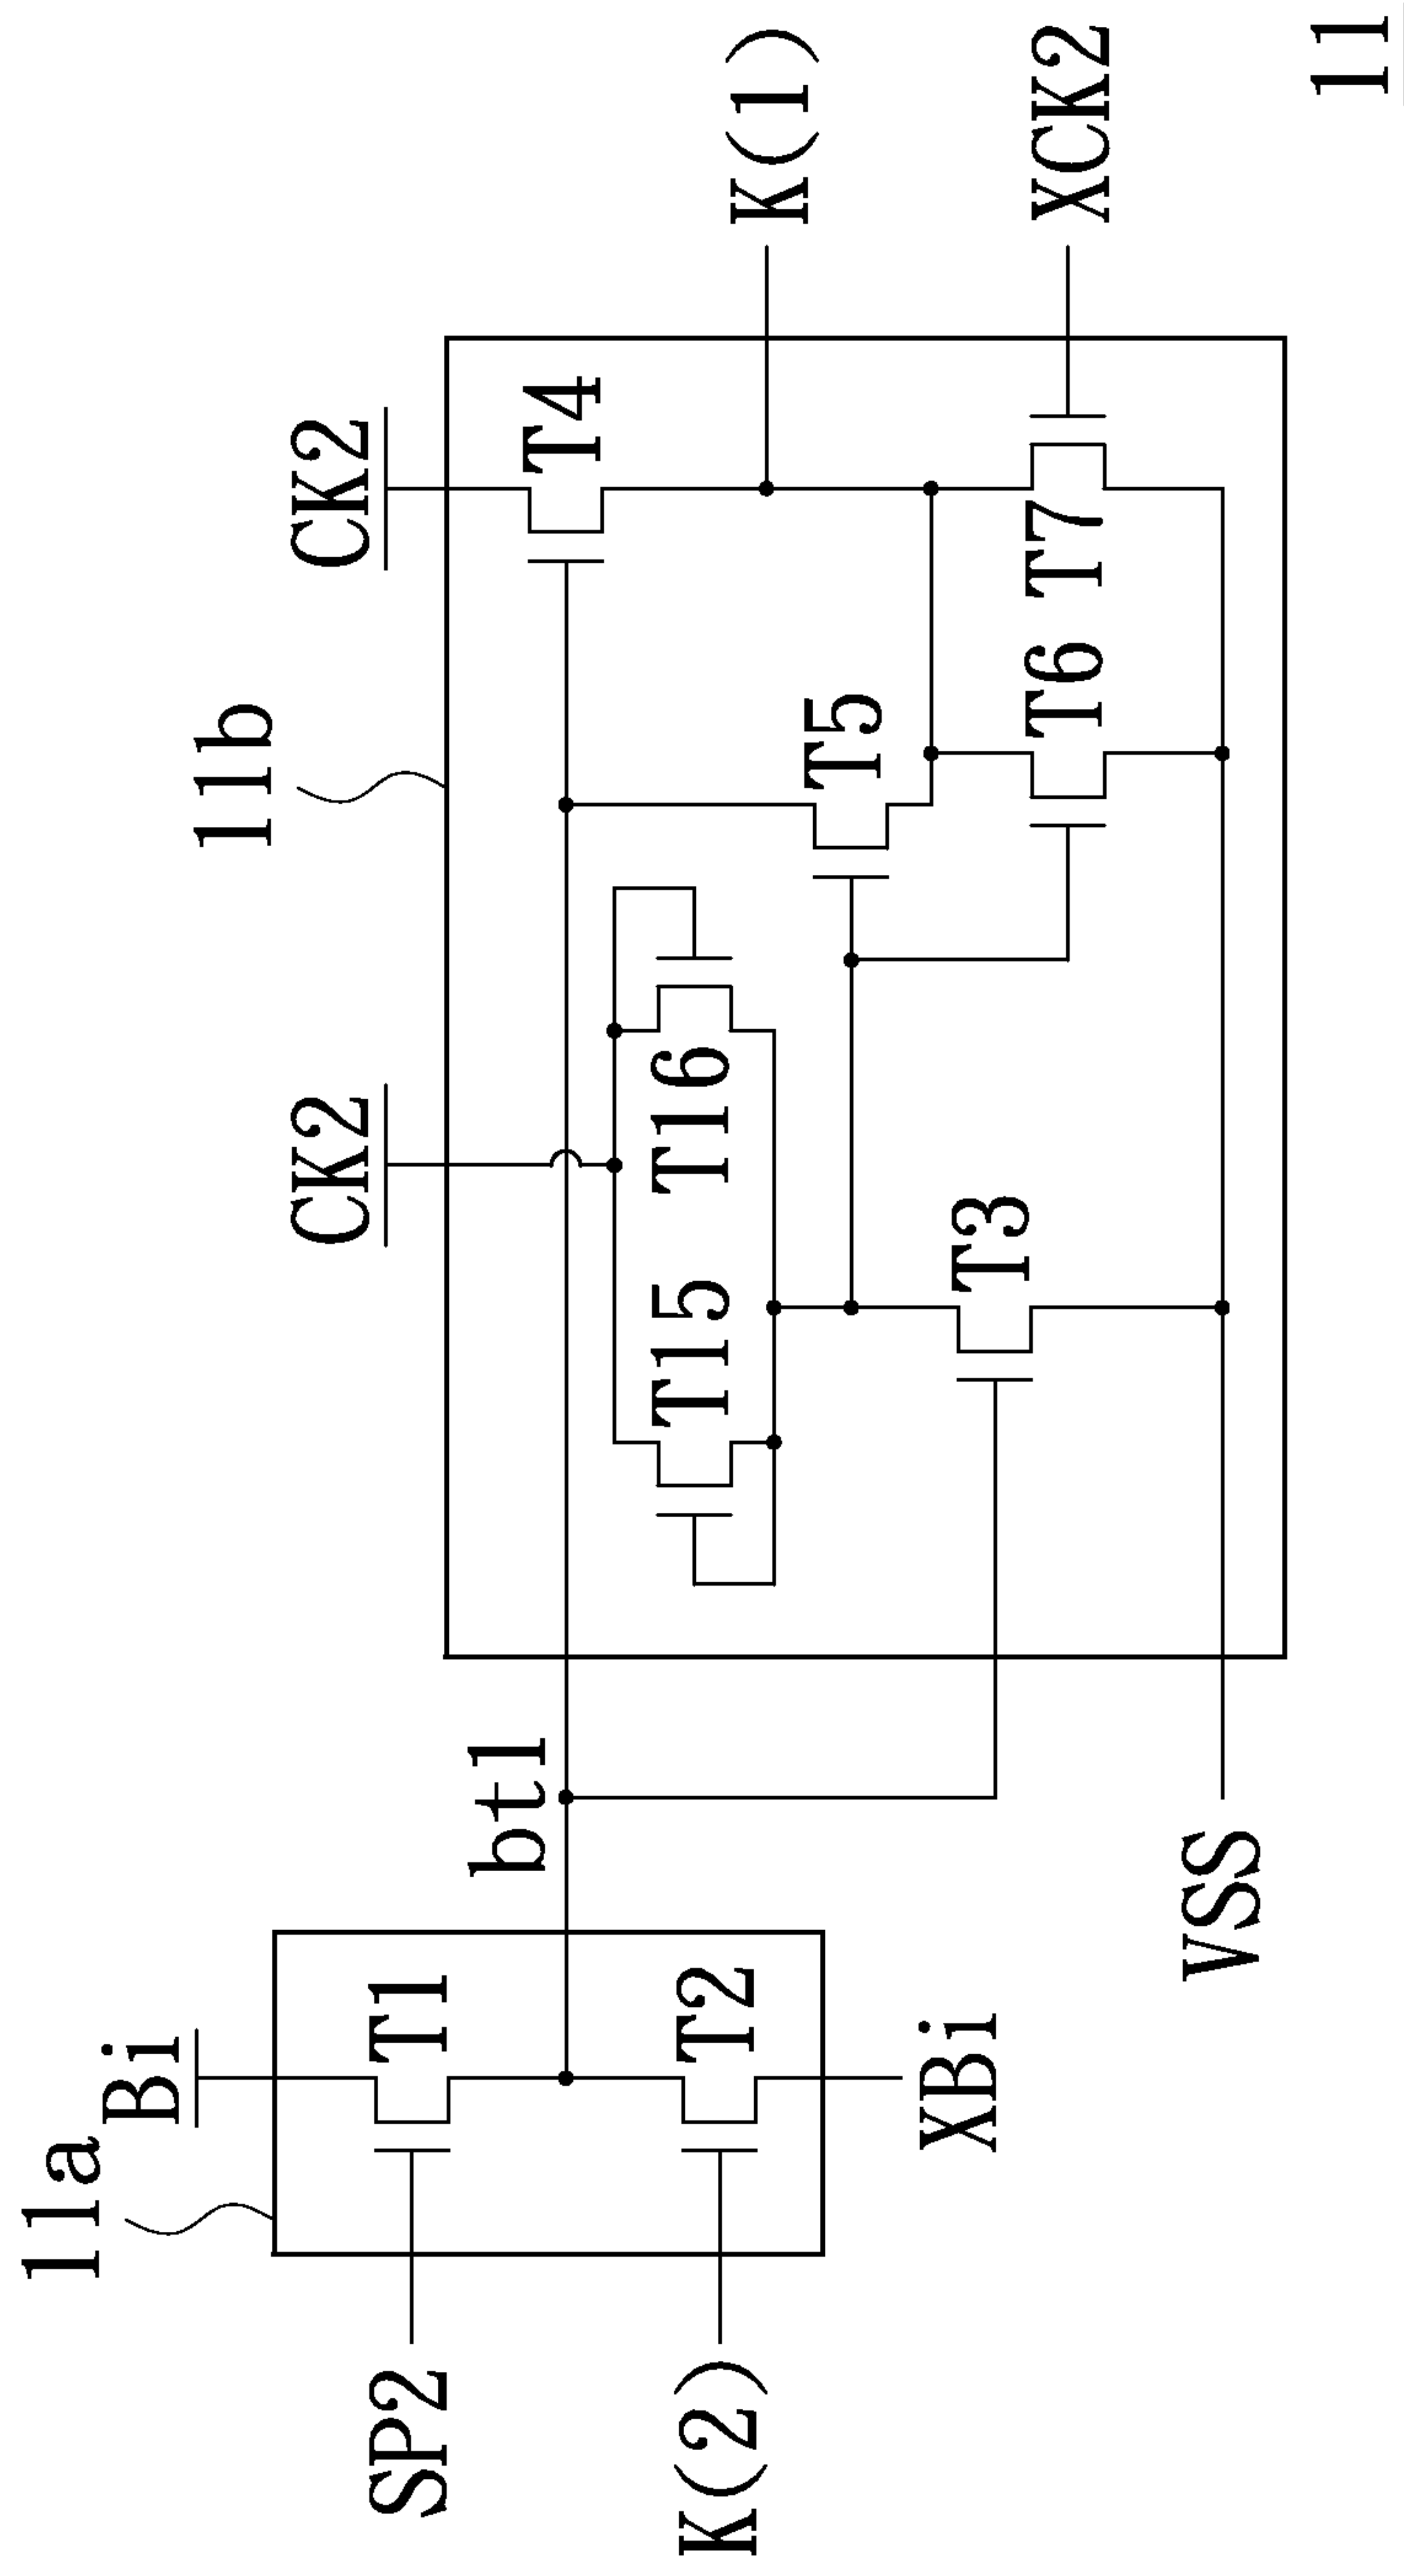 11a
Bi
11b
CK2
CK2
SP2
T1
bt1
T4
T15
T16
K(2)
T2
K(1)
T5
XBi
T3
T6
T7
XCK2
VSS
11